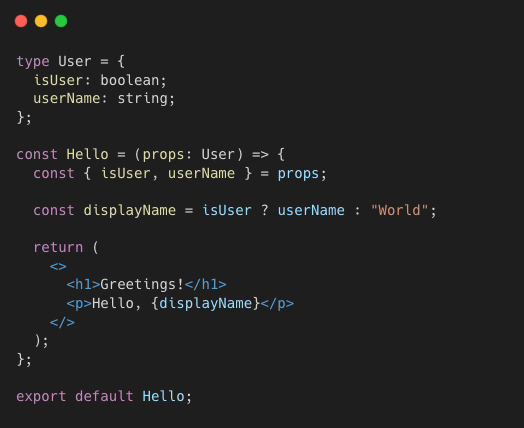 type User = {
  isUser: boolean;
  userName: string;
};

const Hello = (props: User) => {
  const { isUser, userName } = props;

  const displayName = isUser ? userName : "World";

  return (
    <>
      <h1>Greetings!</h1>
      <p>Hello, {displayName}</p>
    </>
  );
};

export default Hello;